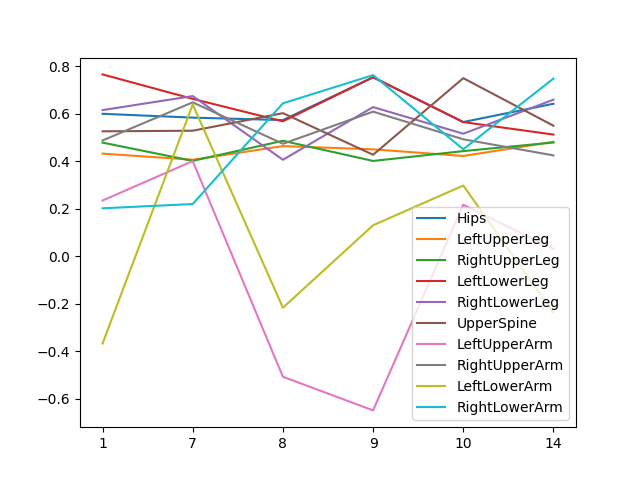 0.8
0.6
0.4
0.2
0.0
−0.2
−0.4
−0.6
1 7 8 9 10 14
Hips
LeftUpperLeg
RightUpperLeg
LeftLowerLeg
RightLowerLeg
UpperSpine
LeftUpperArm
RightUpperArm
LeftLowerArm
RightLowerArm